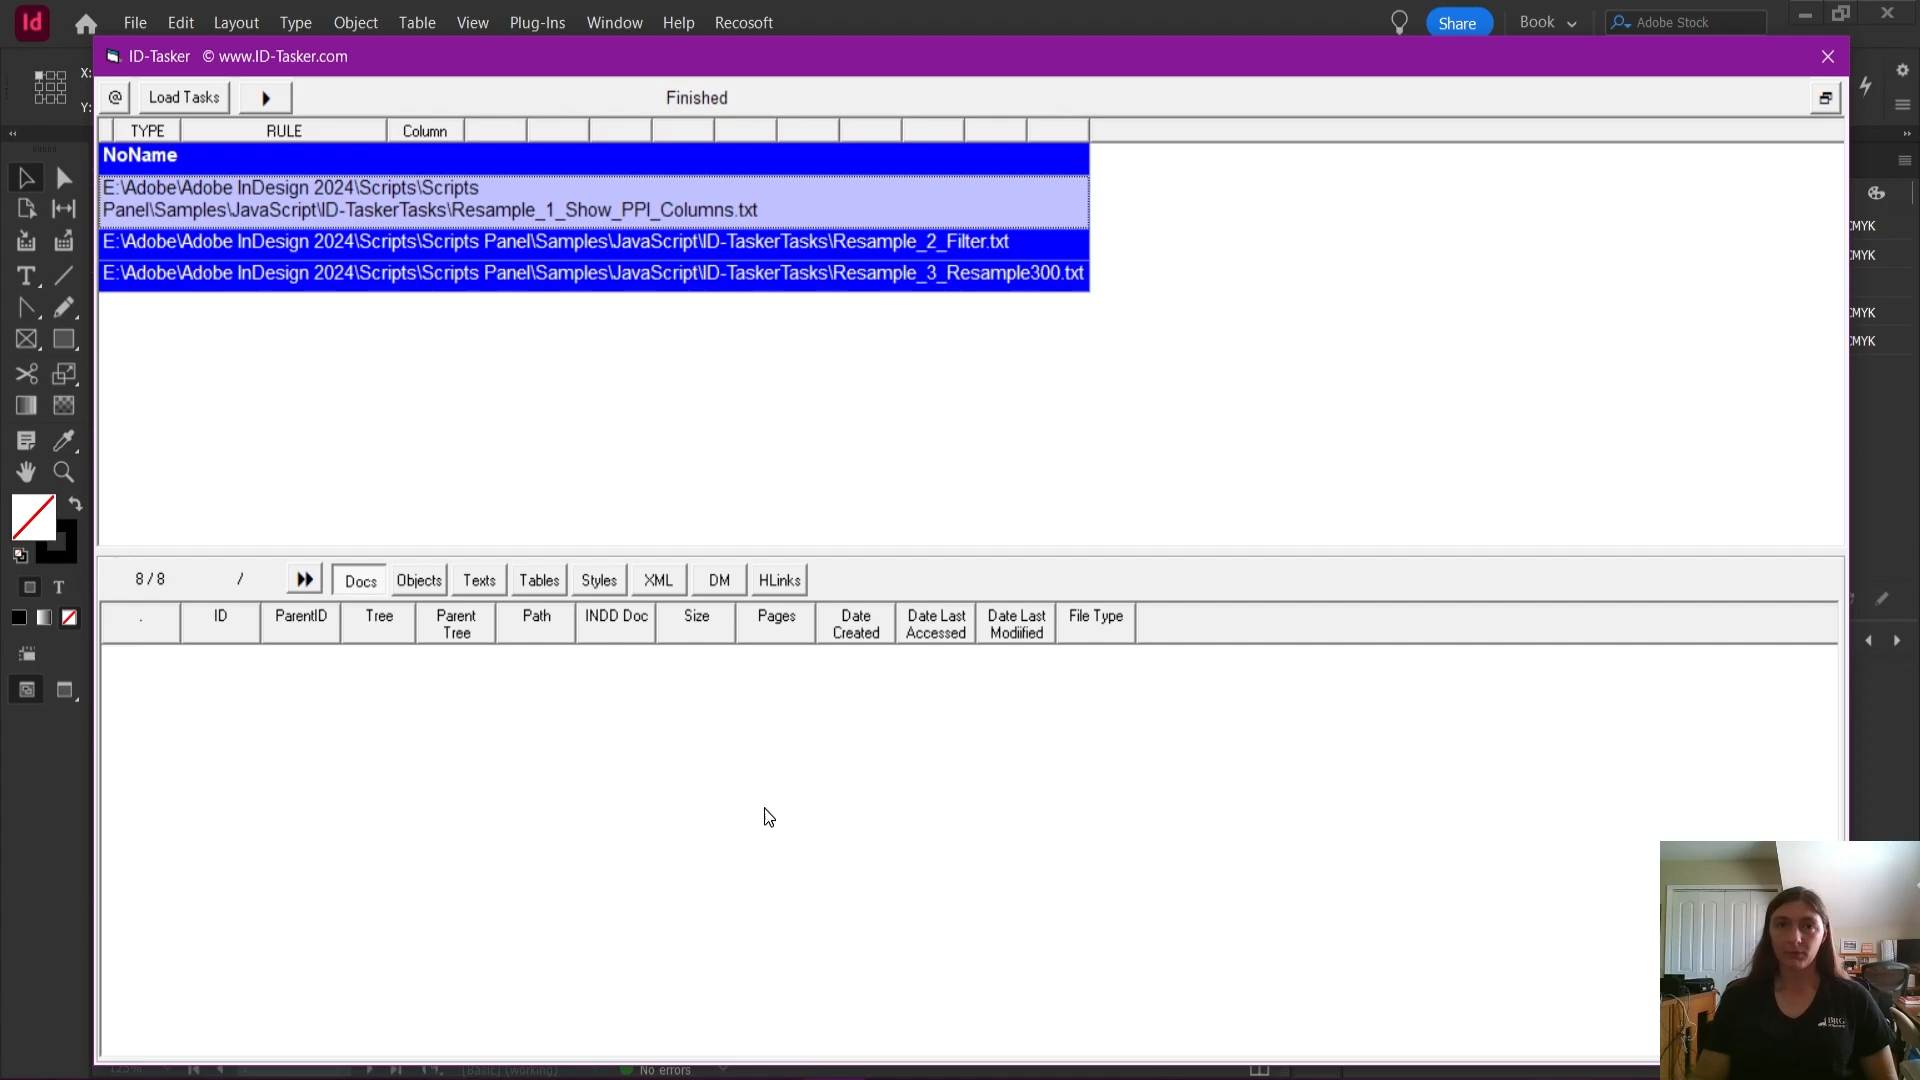 Id File Edit Layout Type Object Table View Plug-Ins Window Help Recosoft Share Book Adobe Stock
ID-Tasker © www.ID-Tasker.com
X:
Y:
@ Load Tasks Finished
TYPE RULE Column
NoName
E:\Adobe\Adobe InDesign 2024\Scripts\Scripts
Panel\Samples\JavaScript\ID-TaskerTasks\Resample_1_Show_PPI_Columns.txt
E:\Adobe\Adobe InDesign 2024\Scripts\Scripts Panel\Samples\JavaScript\ID-TaskerTasks\Resample_2_Filter.txt
E:\Adobe\Adobe InDesign 2024\Scripts\Scripts Panel\Samples\JavaScript\ID-TaskerTasks\Resample_3_Resample300.txt
CMYK
CMYK
CMYK
CMYK
8 / 8 / Docs Objects Texts Tables Styles XML DM HLinks
. ID ParentID Tree Parent Tree Path INDD Doc Size Pages Date Created Date Last Accessed Date Last Modiified File Type
125% [Basic] (working) No errors
BRG